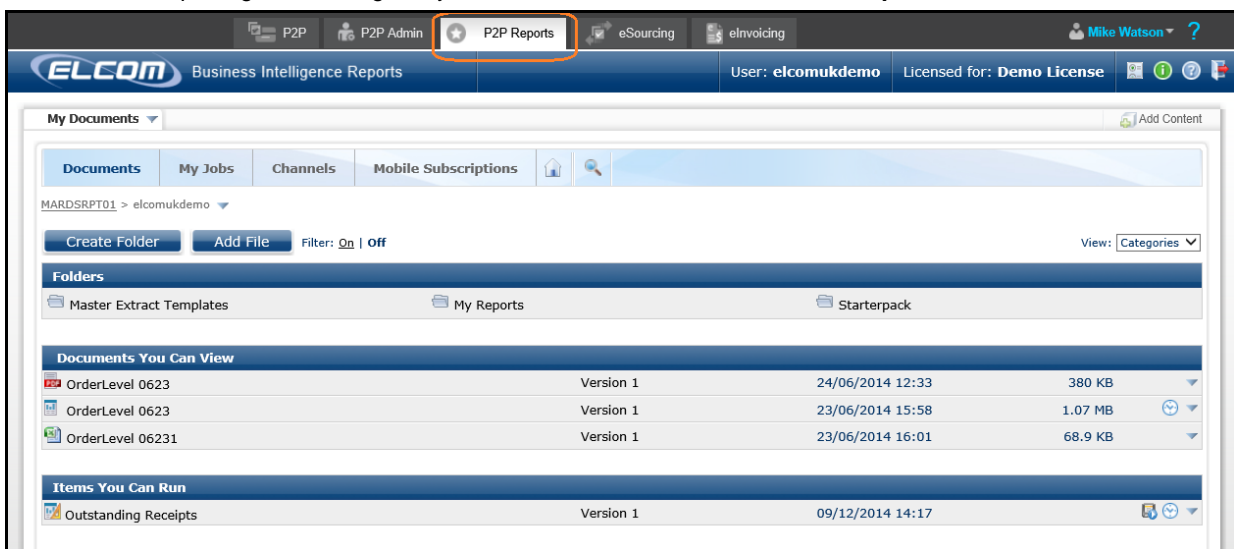 P2P P2P Admin P2P Reports eSourcing eInvoicing Mike Watson ?
ELCOM Business Intelligence Reports User: elcomukdemo Licensed for: Demo License
My Documents Add Content
Documents My Jobs Channels Mobile Subscriptions
MARDSRPT01 > elcomukdemo
Create Folder Add File Filter: On | Off View: Categories
Folders
Master Extract Templates My Reports Starterpack
Documents You Can View
OrderLevel 0623 Version 1 24/06/2014 12:33 380 KB
OrderLevel 0623 Version 1 23/06/2014 15:58 1.07 MB
OrderLevel 06231 Version 1 23/06/2014 16:01 68.9 KB
Items You Can Run
Outstanding Receipts Version 1 09/12/2014 14:17